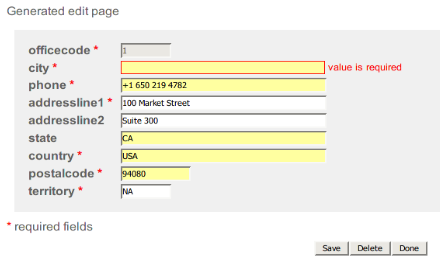 Generated edit page
officecode * 1
city * value is required
phone * +1 650 219 4782
addressline1 * 100 Market Street
addressline2 Suite 300
state CA
country * USA
postalcode * 94080
territory * NA
* required fields
Save Delete Done